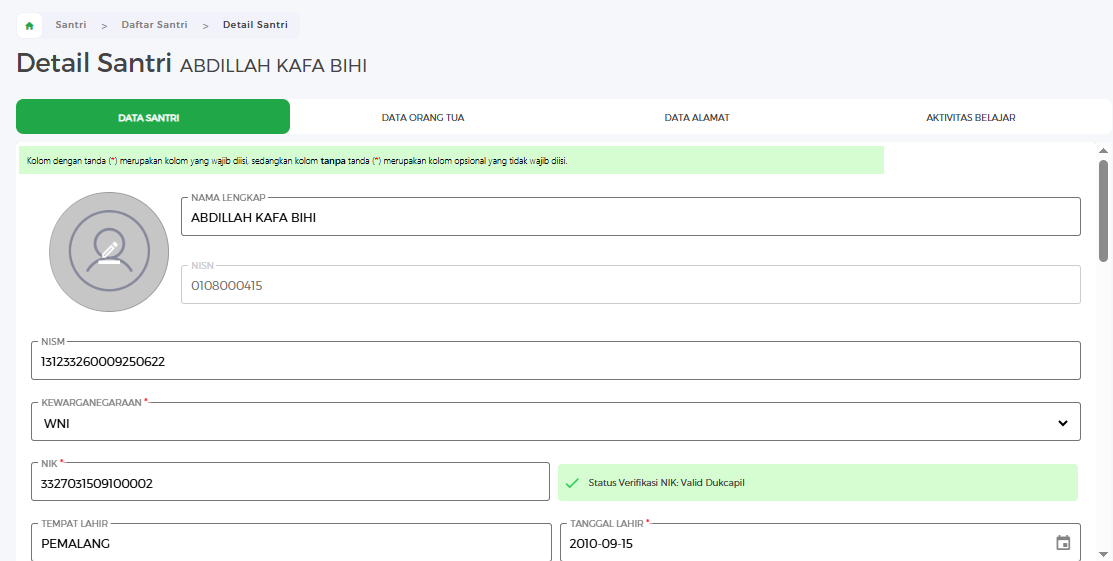 Santri > Daftar Santri > Detail Santri
Detail Santri ABDILLAH KAFA BIHI
DATA SANTRI DATA ORANG TUA DATA ALAMAT AKTIVITAS BELAJAR
Kolom dengan tanda (*) merupakan kolom yang wajib diisi, sedangkan kolom tanpa tanda (*) merupakan kolom opsional yang tidak wajib diisi.
NAMA LENGKAP
ABDILLAH KAFA BIHI
NISN
0108000415
NISM
131233260009250622
KEWARGANEGARAAN *
WNI
NIK *
3327031509100002
Status Verifikasi NIK: Valid Dukcapil
TEMPAT LAHIR
PEMALANG
TANGGAL LAHIR *
2010-09-15